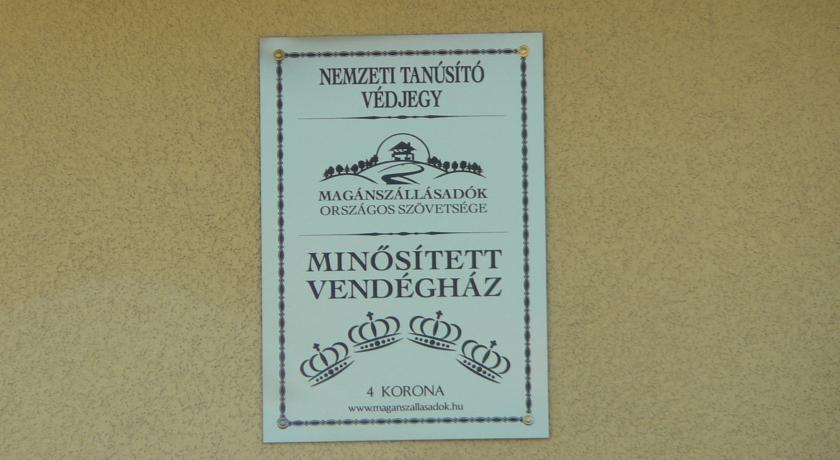 NEMZETI TANÚSÍTÓ
VÉDJEGY
MAGÁNSZÁLLÁSADÓK
ORSZÁGOS SZÖVETSÉGE
MINŐSÍTETT
VENDÉGHÁZ
4 KORONA
www.maganszallasadok.hu